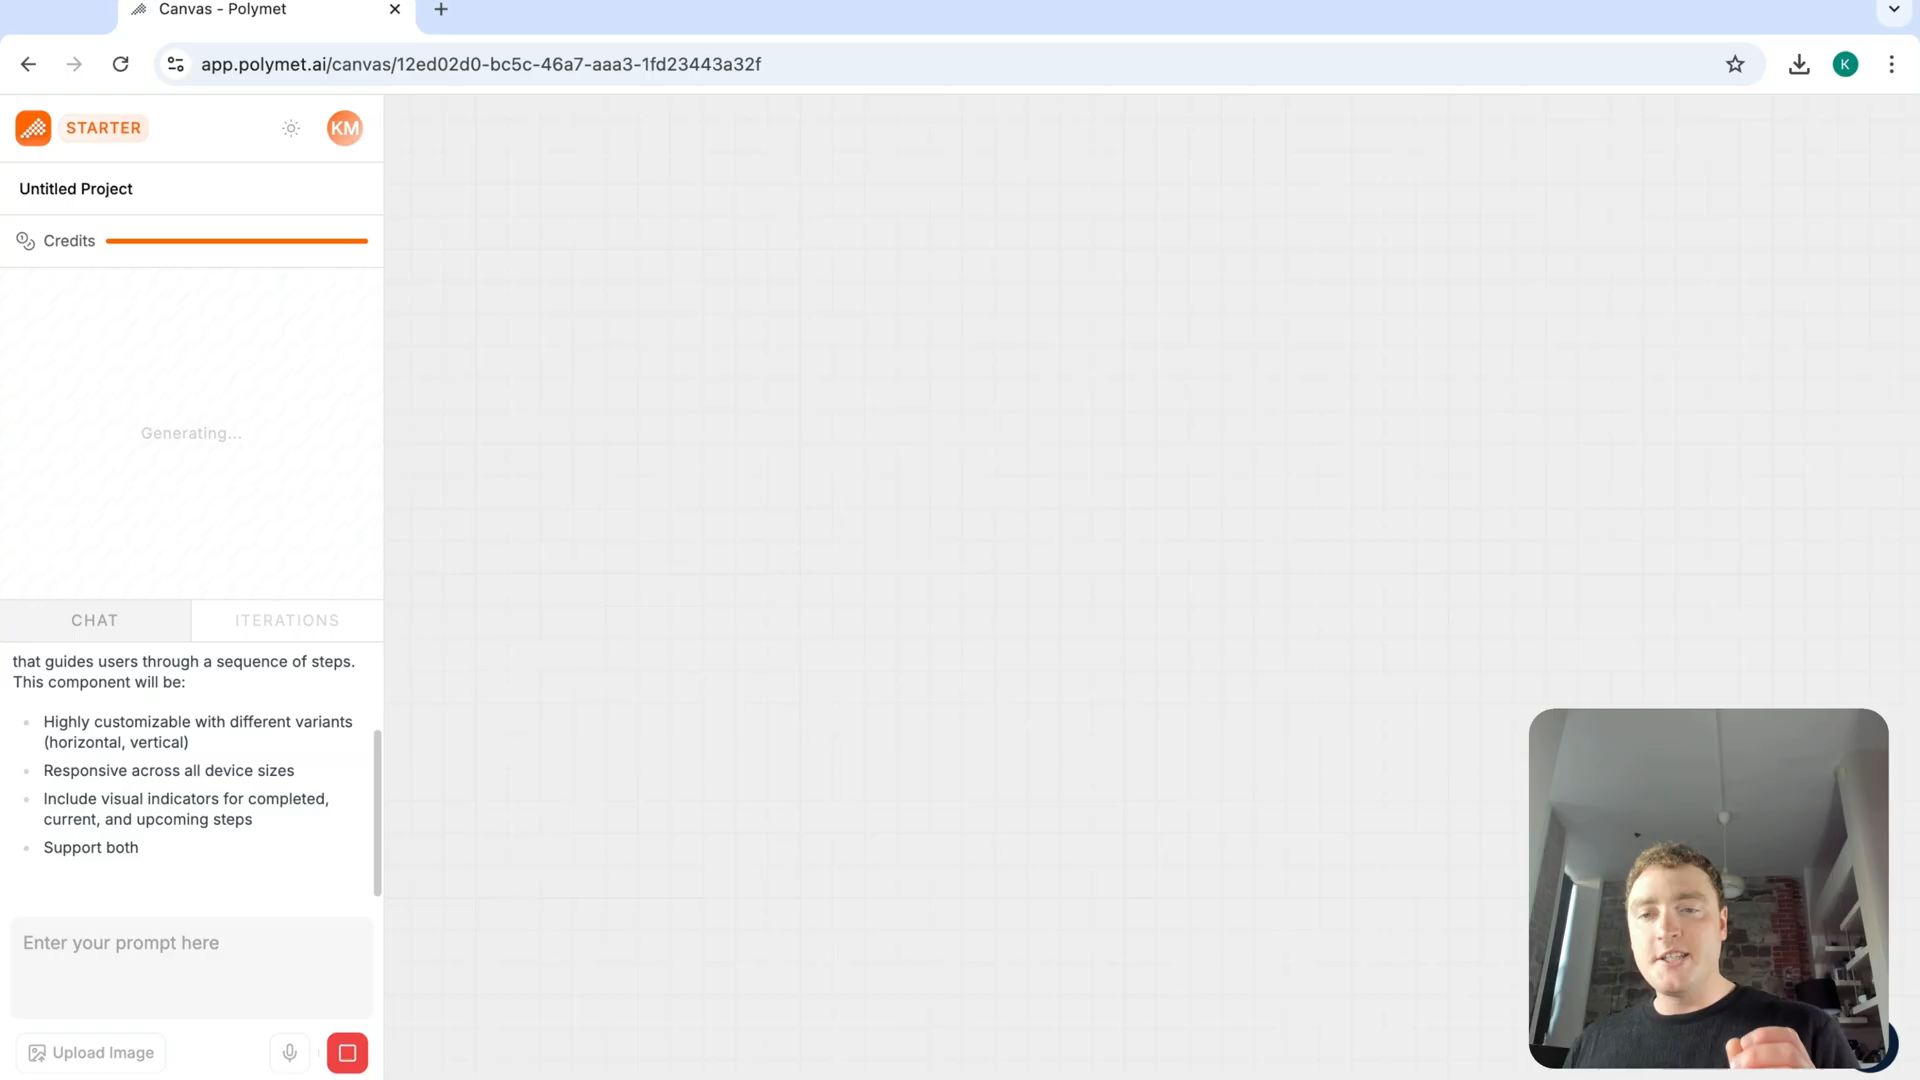 Canvas - Polymet
app.polymet.ai/canvas/12ed02d0-bc5c-46a7-aaa3-1fd23443a32f
K
STARTER
KM
Untitled Project
Credits
Generating...
CHAT
ITERATIONS
that guides users through a sequence of steps.
This component will be:
Highly customizable with different variants
(horizontal, vertical)
Responsive across all device sizes
Include visual indicators for completed,
current, and upcoming steps
Support both
Enter your prompt here
Upload Image